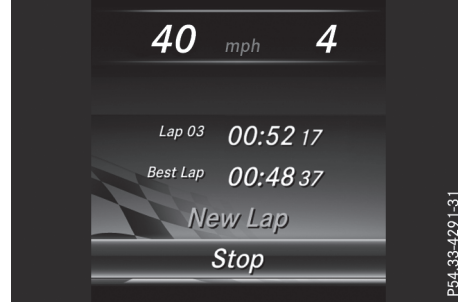 40 mph 4
Lap 03 00:52 17
Best Lap 00:48 37
New Lap
Stop
P54.33-4291-31